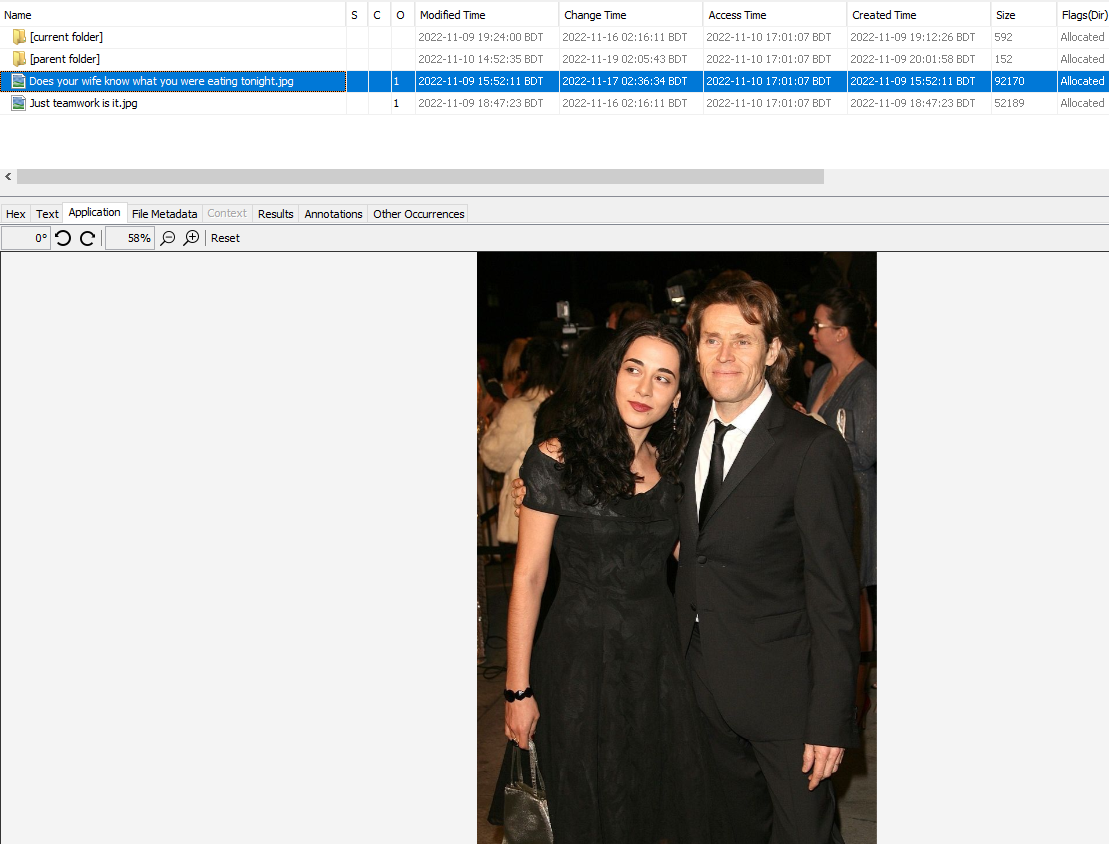 Name S C O Modified Time Change Time Access Time Created Time Size Flags(Dir)
[current folder] 2022-11-09 19:24:00 BDT 2022-11-16 02:16:11 BDT 2022-11-10 17:01:07 BDT 2022-11-09 19:12:26 BDT 592 Allocated
[parent folder] 2022-11-10 14:52:35 BDT 2022-11-19 02:05:43 BDT 2022-11-10 17:01:07 BDT 2022-11-09 20:01:58 BDT 152 Allocated
Does your wife know what you were eating tonight.jpg 1 2022-11-09 15:52:11 BDT 2022-11-17 02:36:34 BDT 2022-11-10 17:01:07 BDT 2022-11-09 15:52:11 BDT 92170 Allocated
Just teamwork is it.jpg 1 2022-11-09 18:47:23 BDT 2022-11-16 02:16:11 BDT 2022-11-10 17:01:07 BDT 2022-11-09 18:47:23 BDT 52189 Allocated
Hex Text Application File Metadata Context Results Annotations Other Occurrences
0° 58% Reset